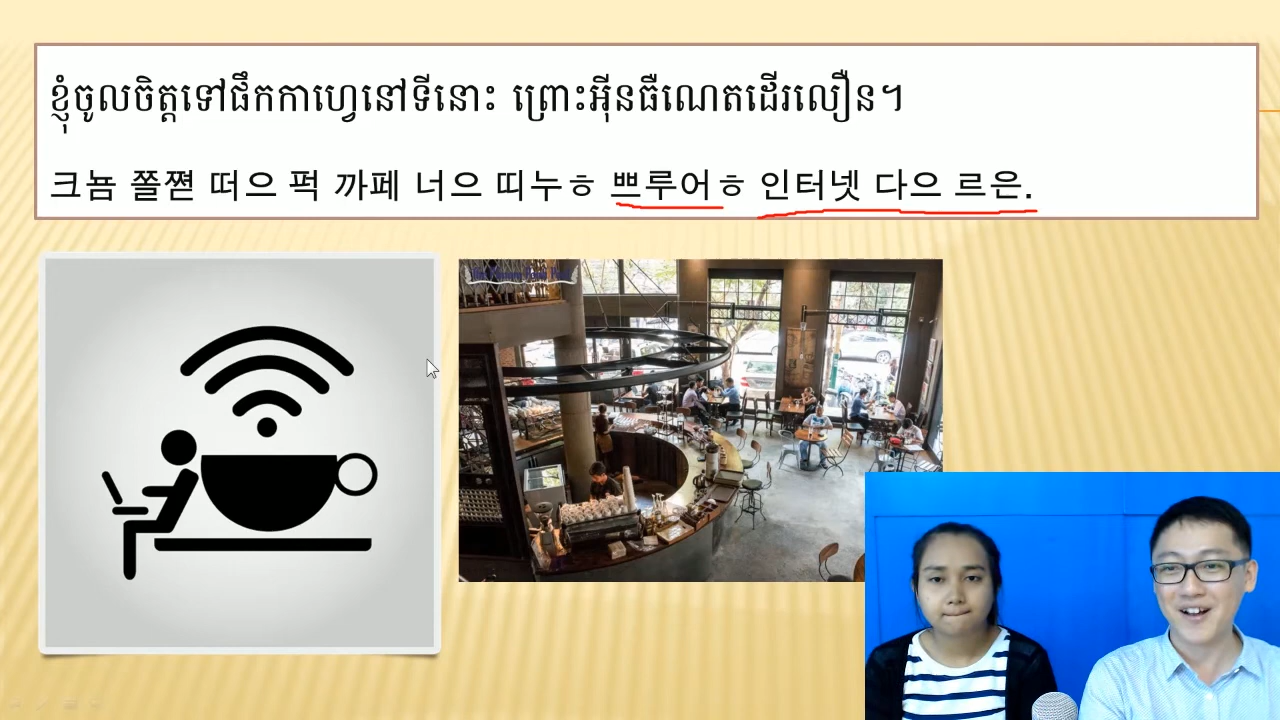 ខ្ញុំចូលចិត្តទៅផឹកកាហ្វេនៅទីនោះ ព្រោះអ៊ីនធឺណេតដើរលឿន។
크뇸 쫄쩓 떠으 퍽 까페 너으 띠누ㅎ 쁘루어ㅎ 인터넷 다으 르은.